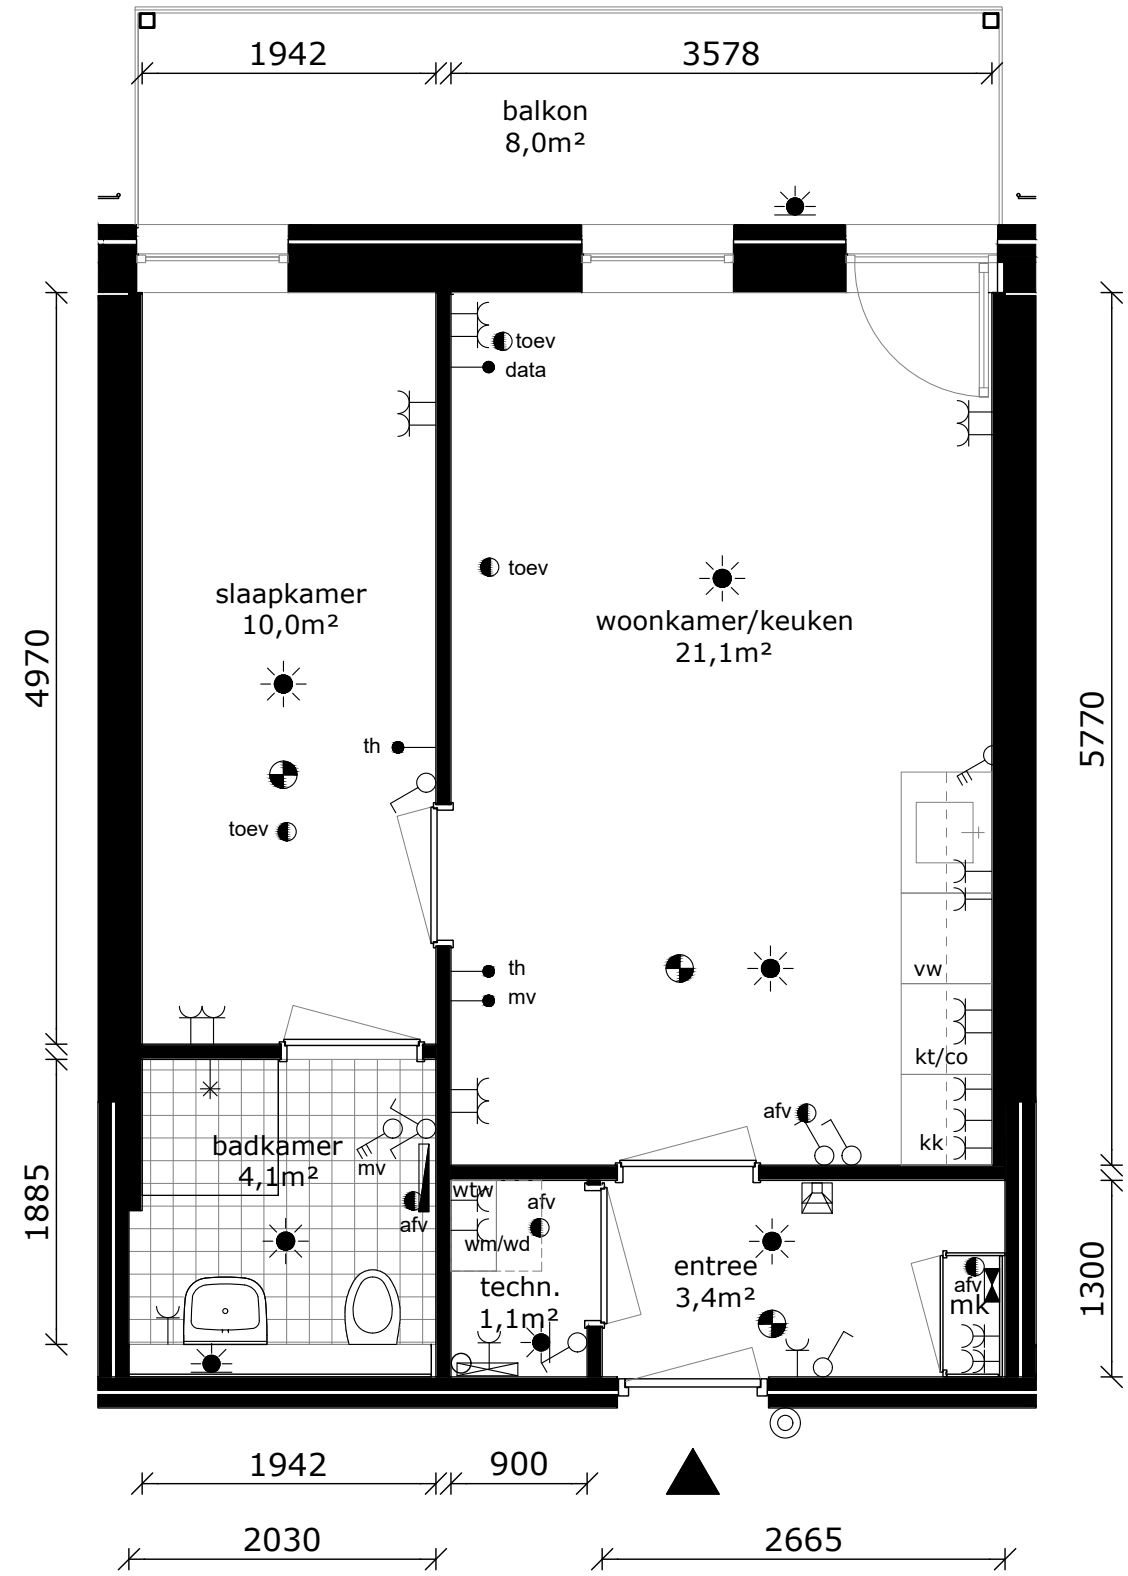 1942
3578
balkon
8,0m²
toev
data
toev
slaapkamer
10,0m²
woonkamer/keuken
21,1m²
4970
5770
th
toev
th
mv
vw
kt/co
afv
kk
badkamer
4,1m²
mv
afv
1885
wtw
afv
wm/wd
techn.
1,1m²
entree
3,4m²
afv
mk
1300
1942
900
2030
2665